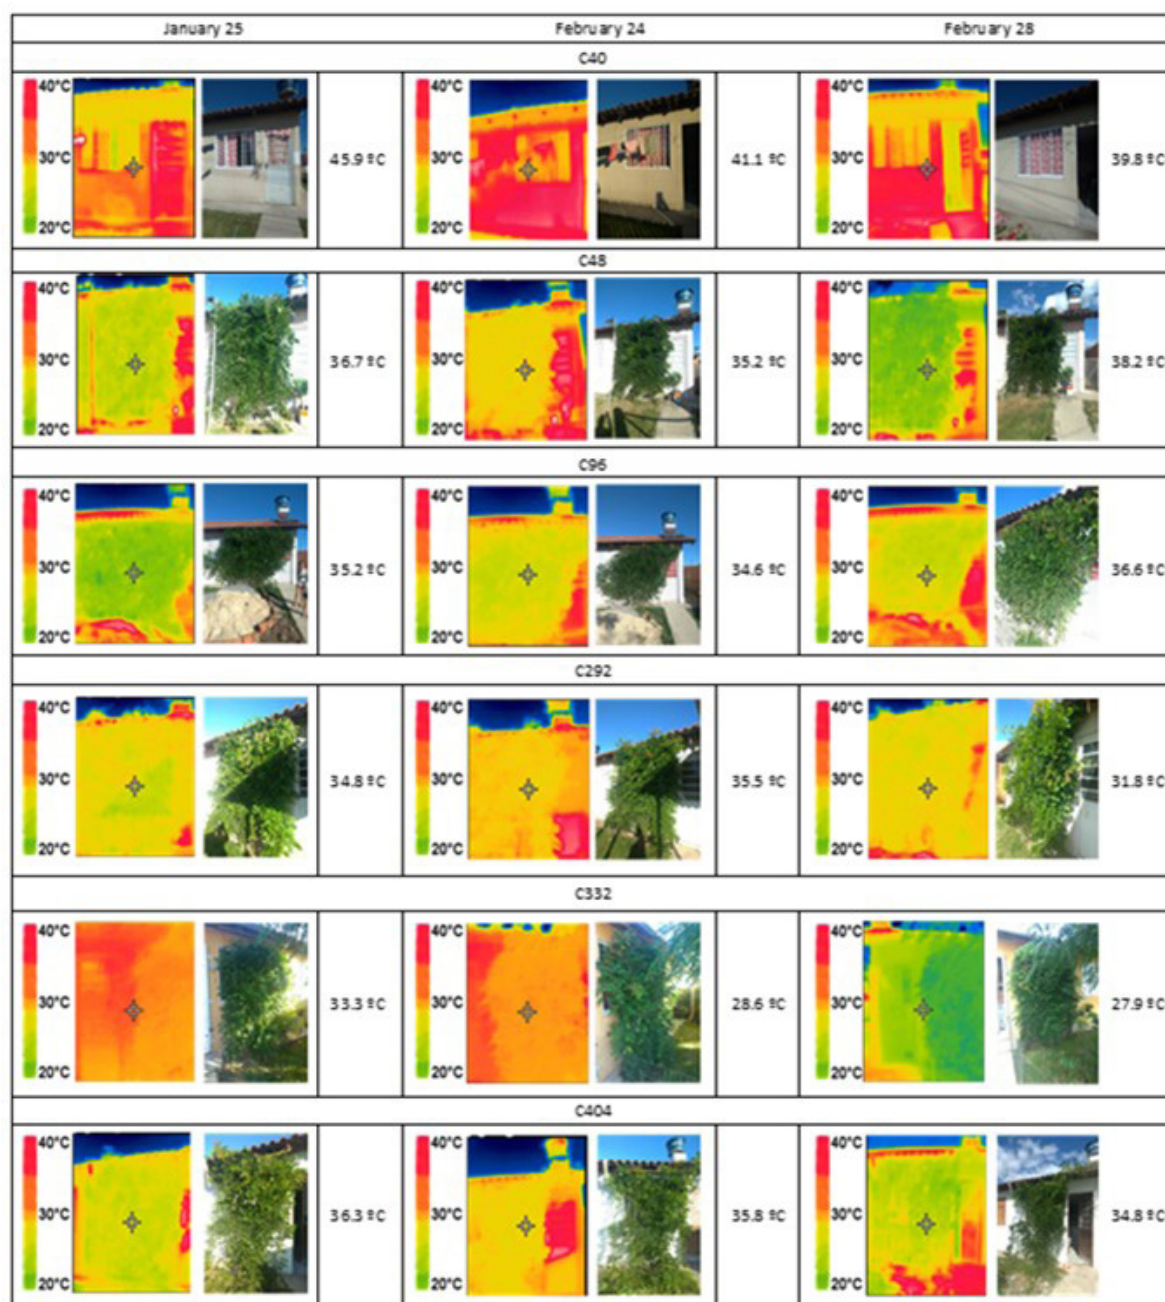 January 25 February 24 February 28
C40
40°C 40°C 40°C
30°C 45.9 ºC 30°C 41.1 ºC 30°C 39.8 ºC
20°C 20°C 20°C
C48
40°C 40°C 40°C
30°C 36.7 ºC 30°C 35.2 ºC 30°C 38.2 ºC
20°C 20°C 20°C
C96
40°C 40°C 40°C
30°C 35.2 ºC 30°C 34.6 ºC 30°C 36.6 ºC
20°C 20°C 20°C
C292
40°C 40°C 40°C
30°C 34.8 ºC 30°C 35.5 ºC 30°C 31.8 ºC
20°C 20°C 20°C
C332
40°C 40°C 40°C
30°C 33.3 ºC 30°C 28.6 ºC 30°C 27.9 ºC
20°C 20°C 20°C
C404
40°C 40°C 40°C
30°C 36.3 ºC 30°C 35.8 ºC 30°C 34.8 ºC
20°C 20°C 20°C